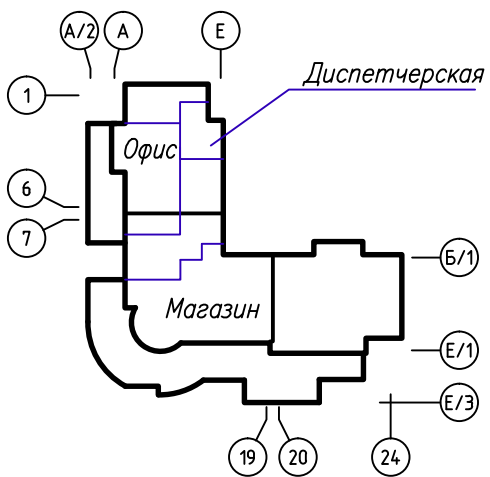 А/2 А Е
Диспетчерская
1
Офис
6
7
Б/1
Магазин
Е/1
Е/3
19 20 24